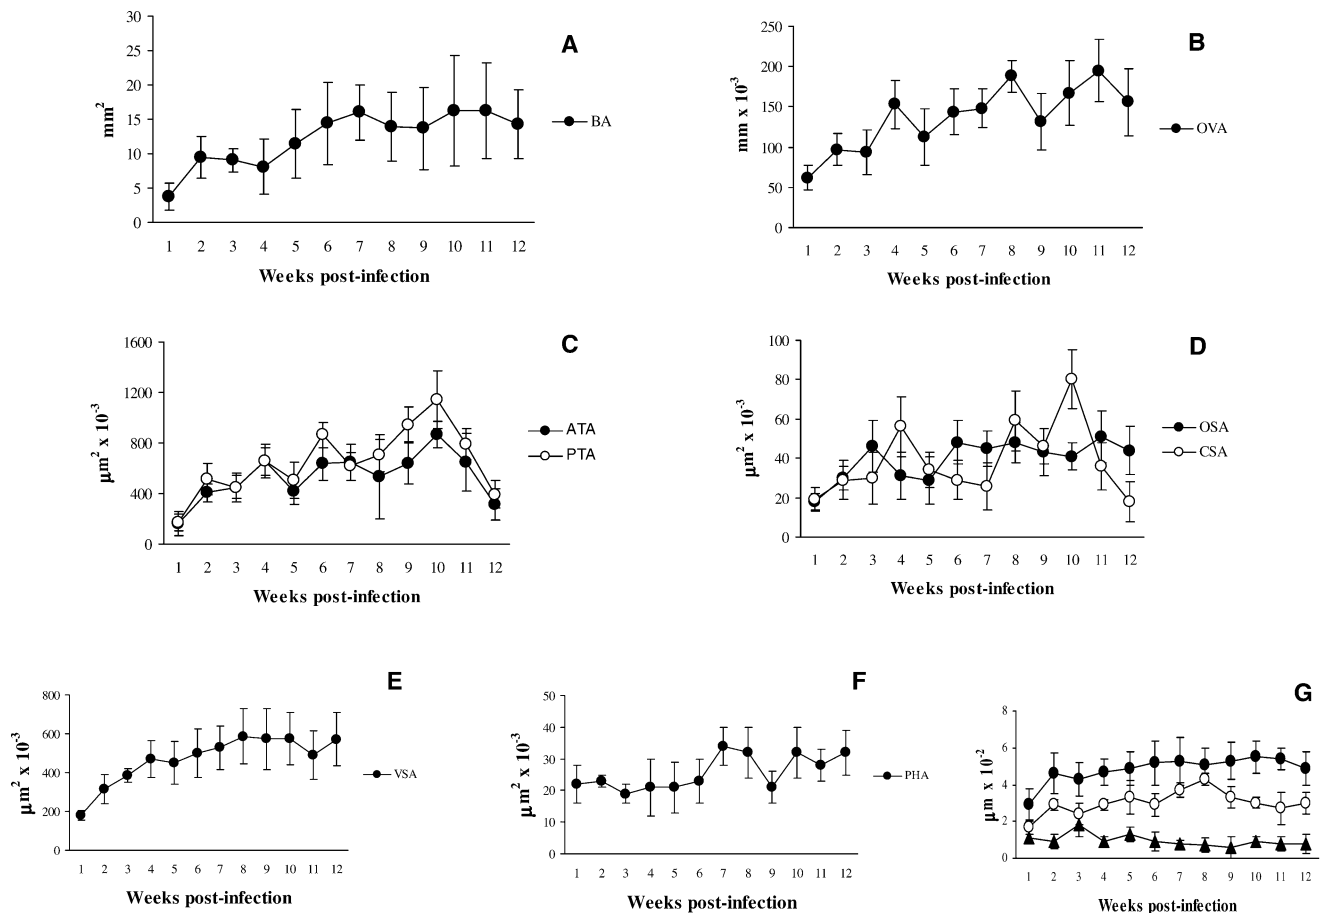 A
30
25
20
15
10
5
0
mm²
BA
1 2 3 4 5 6 7 8 9 10 11 12
Weeks post-infection
B
250
200
150
100
50
0
mm x 10⁻³
OVA
1 2 3 4 5 6 7 8 9 10 11 12
Weeks post-infection
C
1600
1200
800
400
0
µm² x 10⁻³
ATA
PTA
1 2 3 4 5 6 7 8 9 10 11 12
Weeks post-infection
D
100
80
60
40
20
0
µm² x 10⁻³
OSA
CSA
1 2 3 4 5 6 7 8 9 10 11 12
Weeks post-infection
E
800
600
400
200
0
µm² x 10⁻³
VSA
1 2 3 4 5 6 7 8 9 10 11 12
Weeks post-infection
F
50
40
30
20
10
0
µm² x 10⁻³
PHA
1 2 3 4 5 6 7 8 9 10 11 12
Weeks post-infection
G
8
6
4
2
0
µm x 10⁻²
1 2 3 4 5 6 7 8 9 10 11 12
Weeks post-infection